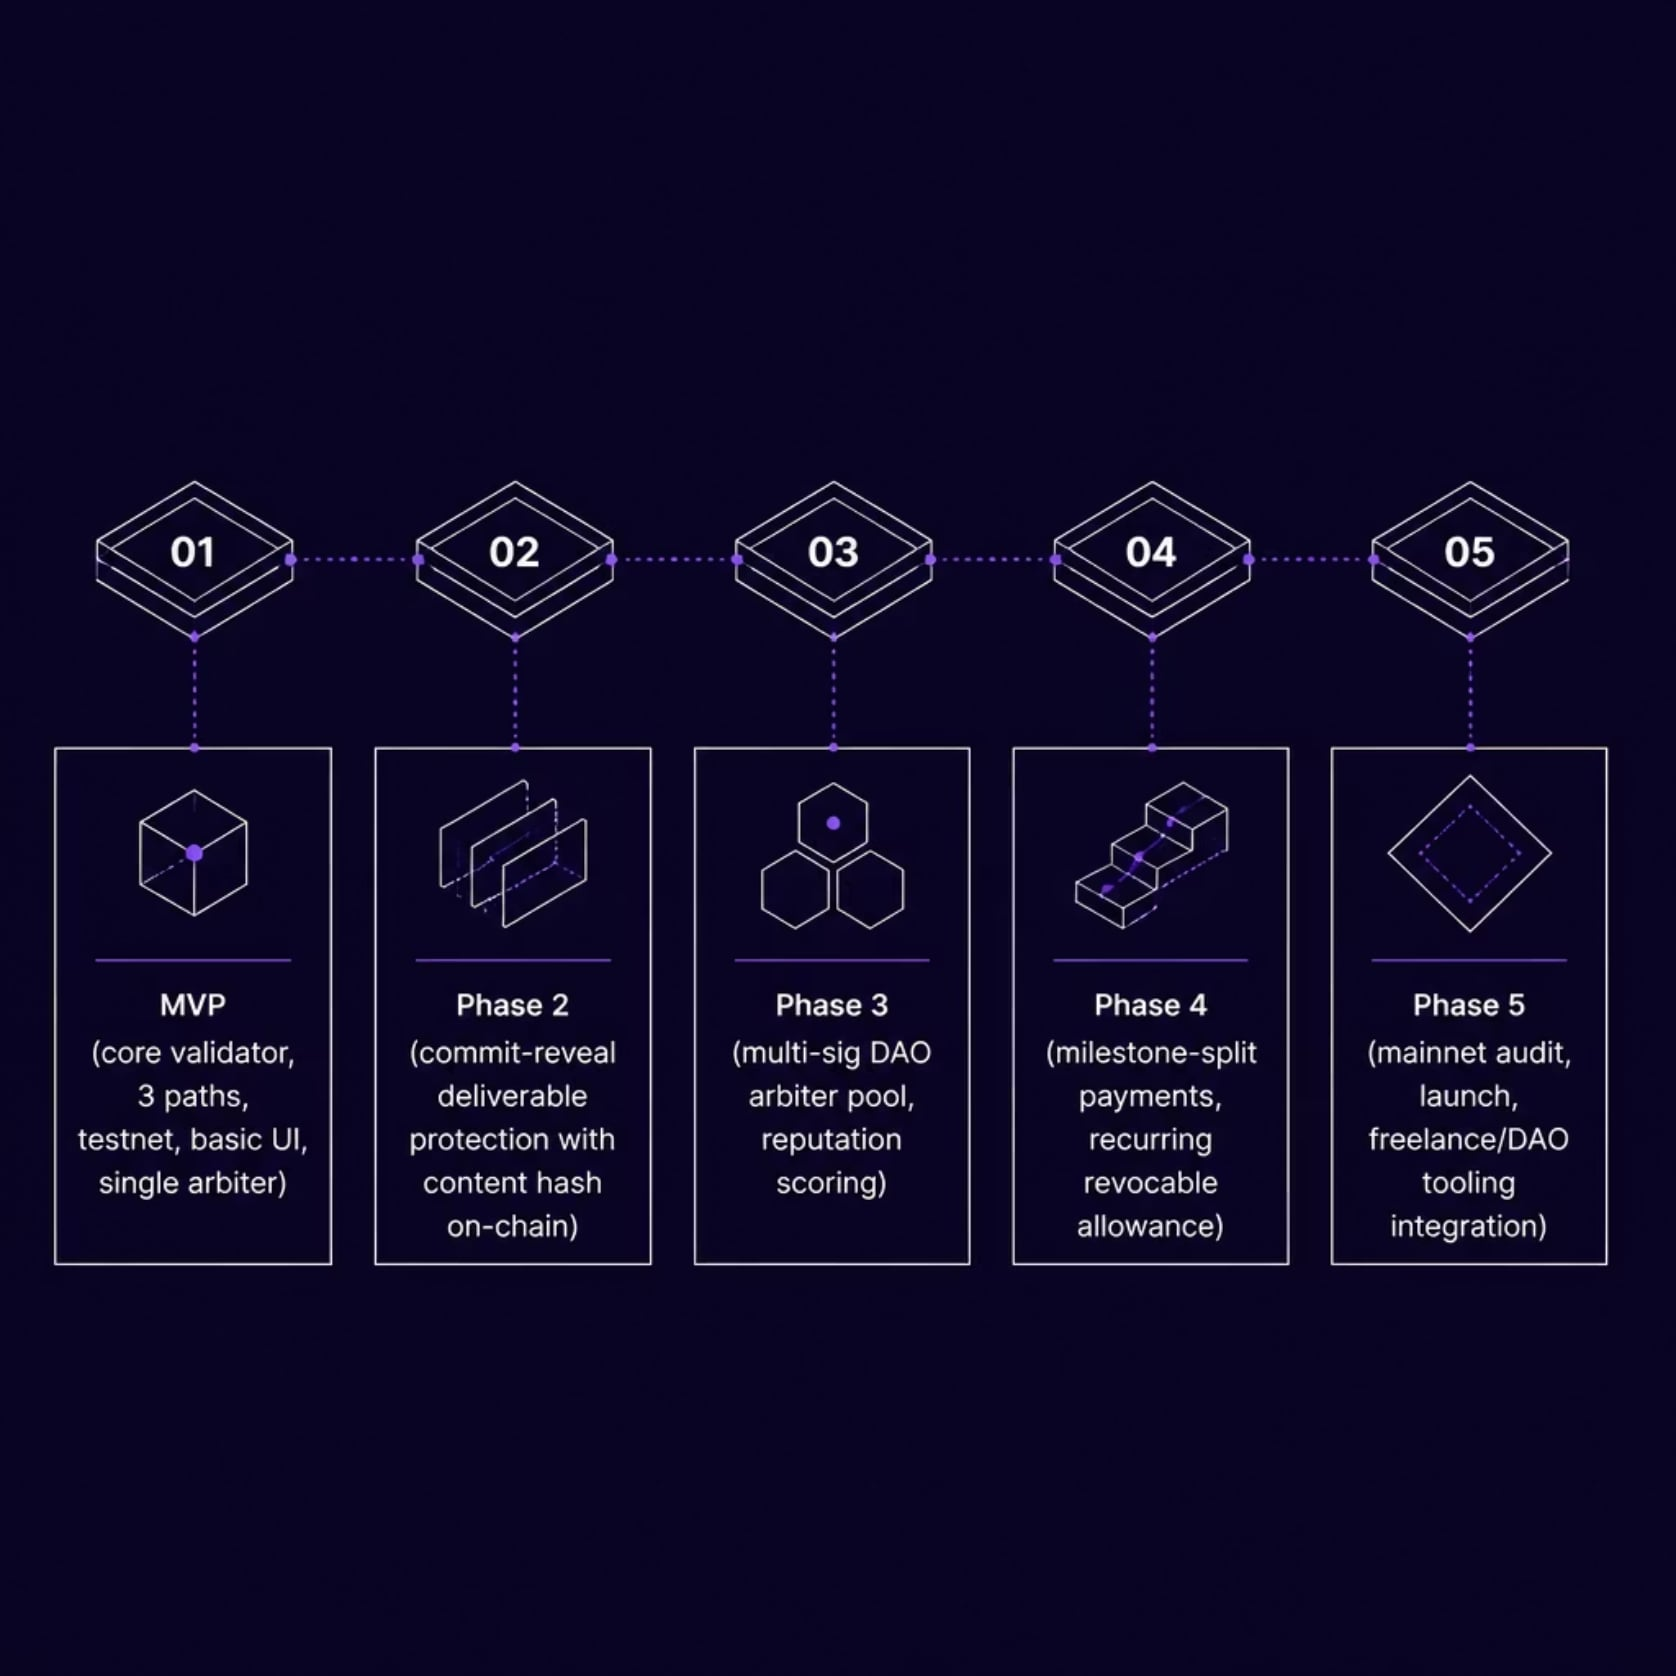 01
02
03
04
05
MVP
(core validator,
3 paths,
testnet, basic UI,
single arbiter)
Phase 2
(commit-reveal
deliverable
protection with
content hash
on-chain)
Phase 3
(multi-sig DAO
arbiter pool,
reputation
scoring)
Phase 4
(milestone-split
payments,
recurring
revocable
allowance)
Phase 5
(mainnet audit,
launch,
freelance/DAO
tooling
integration)